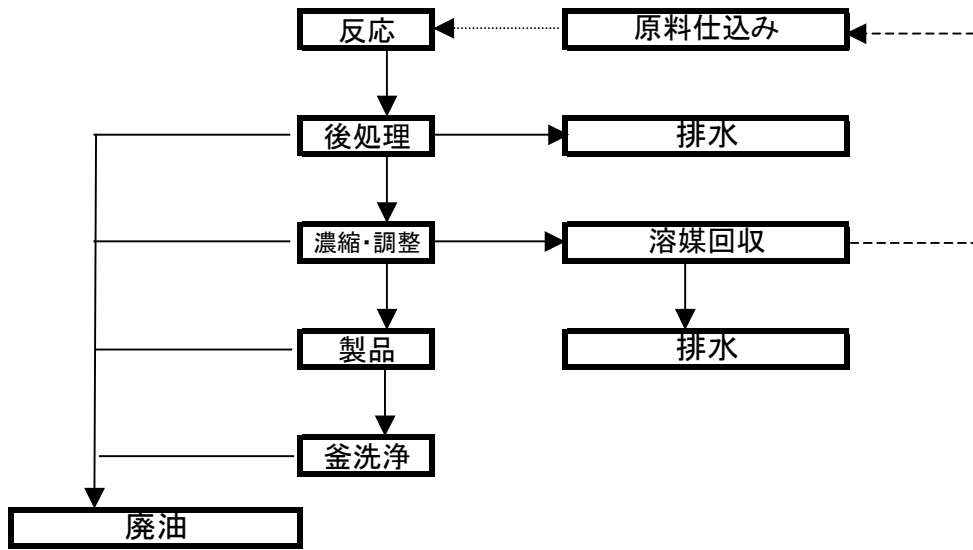 反応
原料仕込み
後処理
排水
濃縮・調整
溶媒回収
製品
排水
釜洗浄
廃油